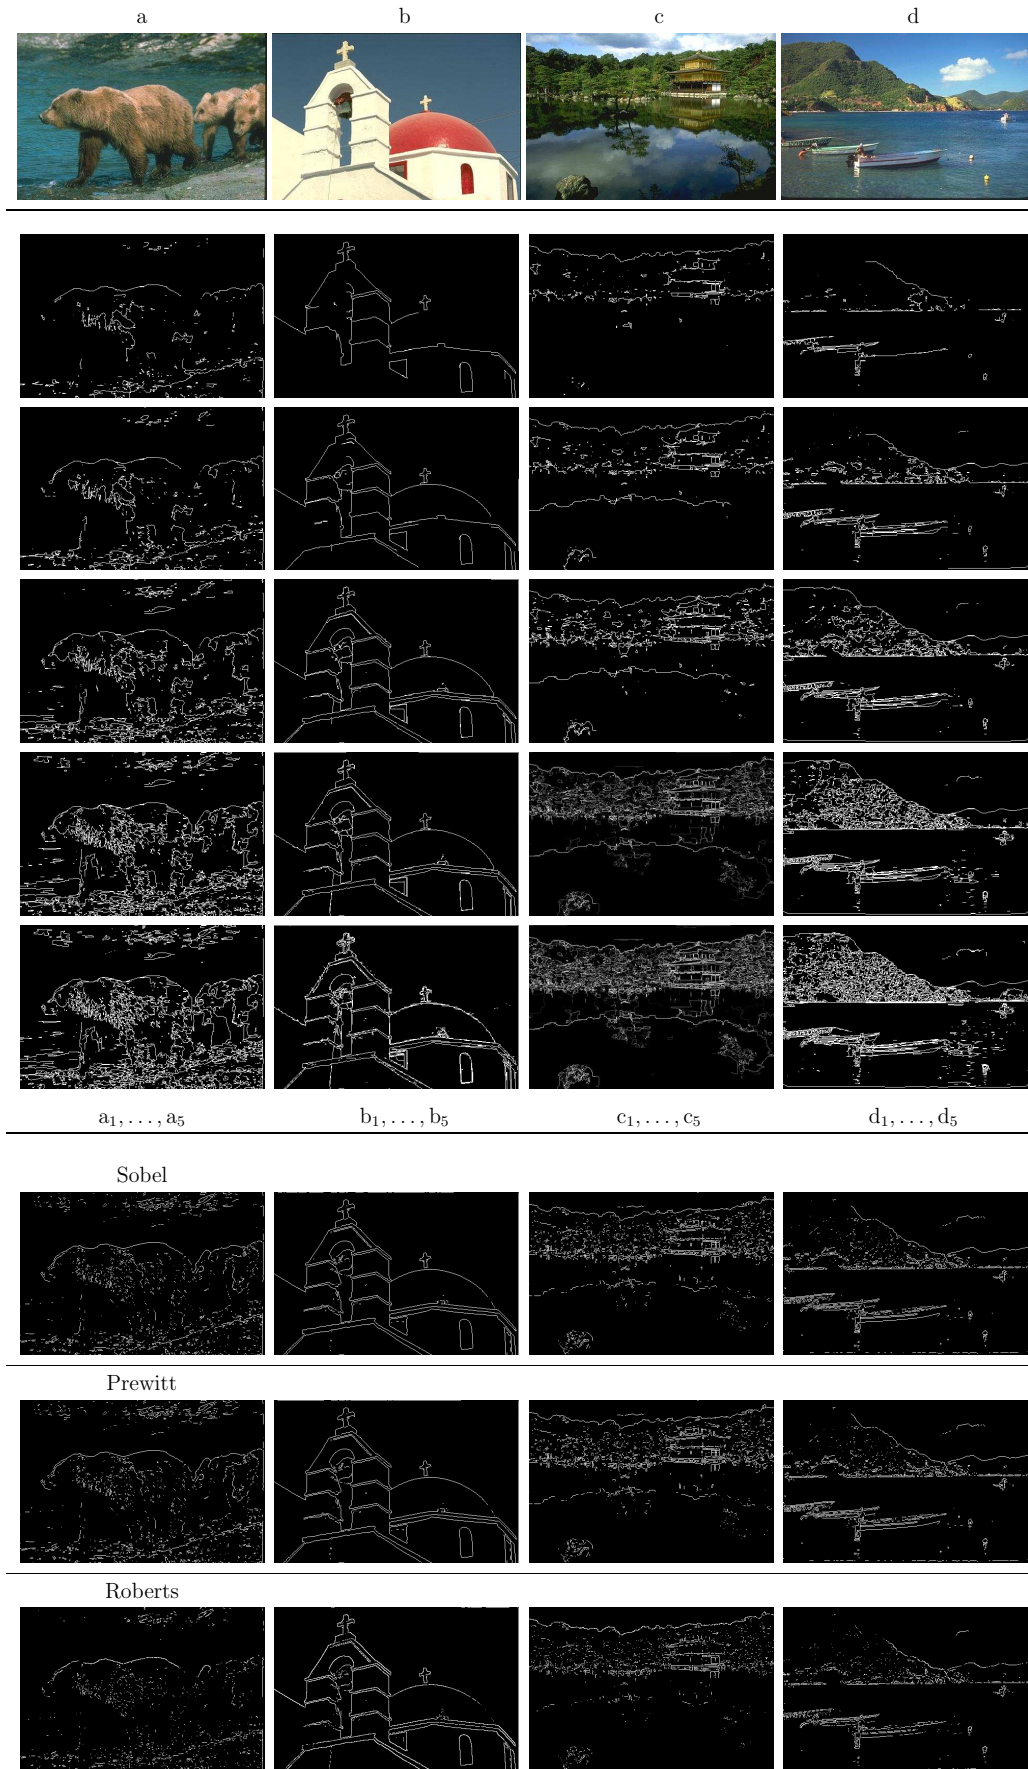 a b c d
a₁, . . . , a₅ b₁, . . . , b₅ c₁, . . . , c₅ d₁, . . . , d₅
Sobel
Prewitt
Roberts